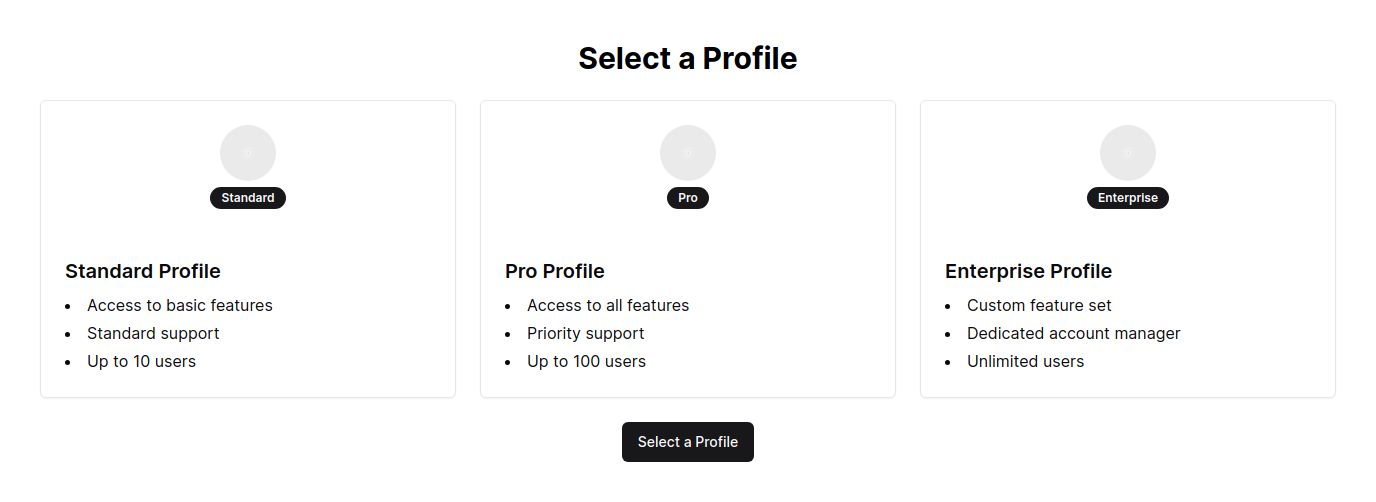 Select a Profile
Standard
Standard Profile
Access to basic features
Standard support
Up to 10 users
Pro
Pro Profile
Access to all features
Priority support
Up to 100 users
Enterprise
Enterprise Profile
Custom feature set
Dedicated account manager
Unlimited users
Select a Profile